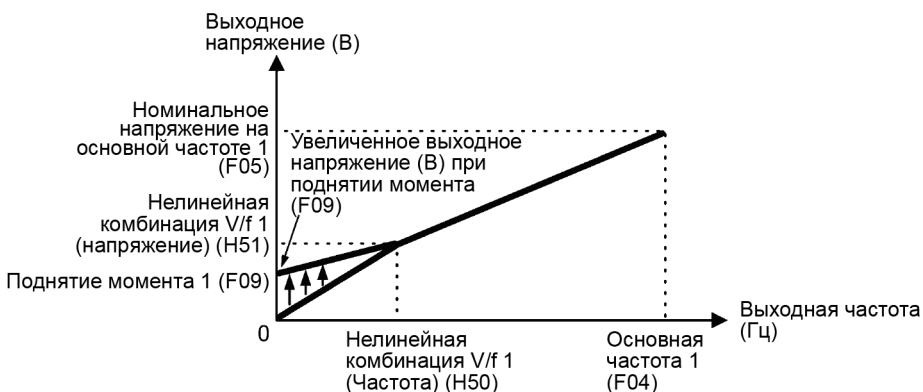 Выходное
напряжение (В)
Номинальное
напряжение на
основной частоте 1
(F05)
Увеличенное выходное
напряжение (В) при
поднятии момента
(F09)
Нелинейная
комбинация V/f 1
(напряжение) (H51)
Поднятие момента 1 (F09)
0
Выходная частота
(Гц)
Нелинейная
комбинация V/f 1
(Частота) (H50)
Основная
частота 1
(F04)